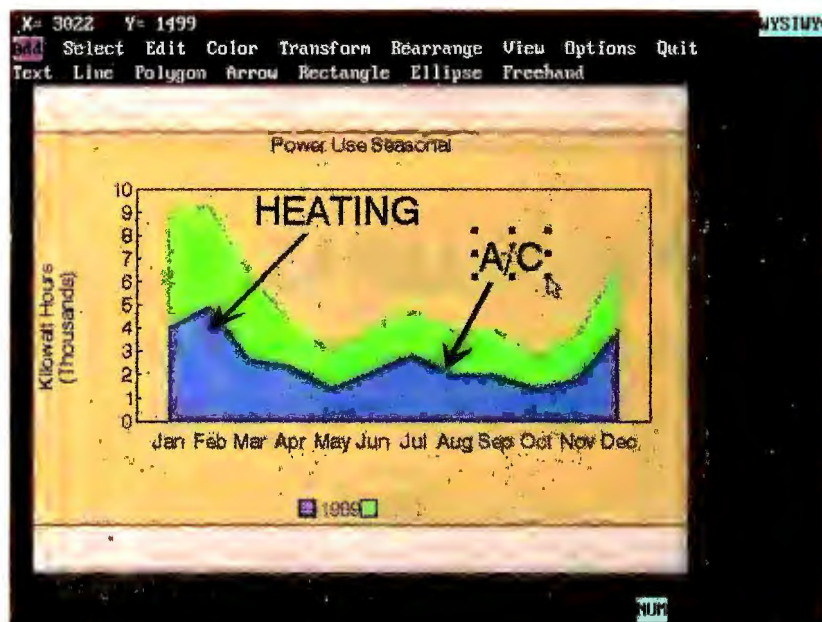 X= 3022 Y= 1499 WYSIWYG
Add Select Edit Color Transform Rearrange View Options Quit
Text Line Polygon Arrow Rectangle Ellipse Freehand
Power Use Seasonal
HEATING
A/C
Kilowatt Hours
(Thousands)
10
9
8
7
6
5
4
3
2
1
0
Jan Feb Mar Apr May Jun Jul Aug Sep Oct Nov Dec
1989
NUM